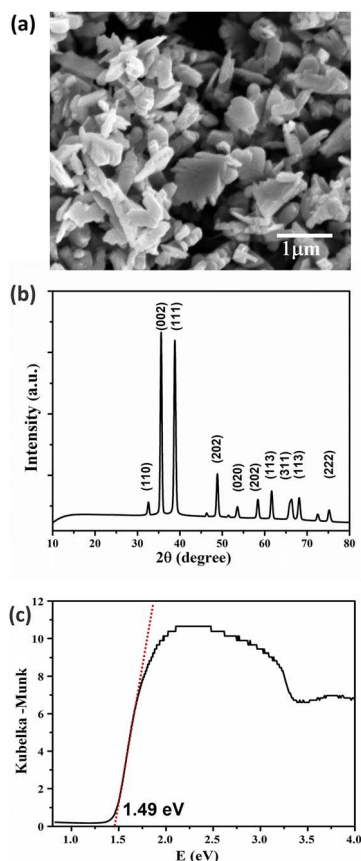 (a)
1μm
(b)
Intensity (a.u.)
(110)
(002)
(111)
(202)
(020)
(202)
(113)
(311)
(113)
(222)
10 20 30 40 50 60 70 80
2θ (degree)
(c)
Kubelka -Munk
12
10
8
6
4
2
0
1.49 eV
1.0 1.5 2.0 2.5 3.0 3.5 4.0
E (eV)